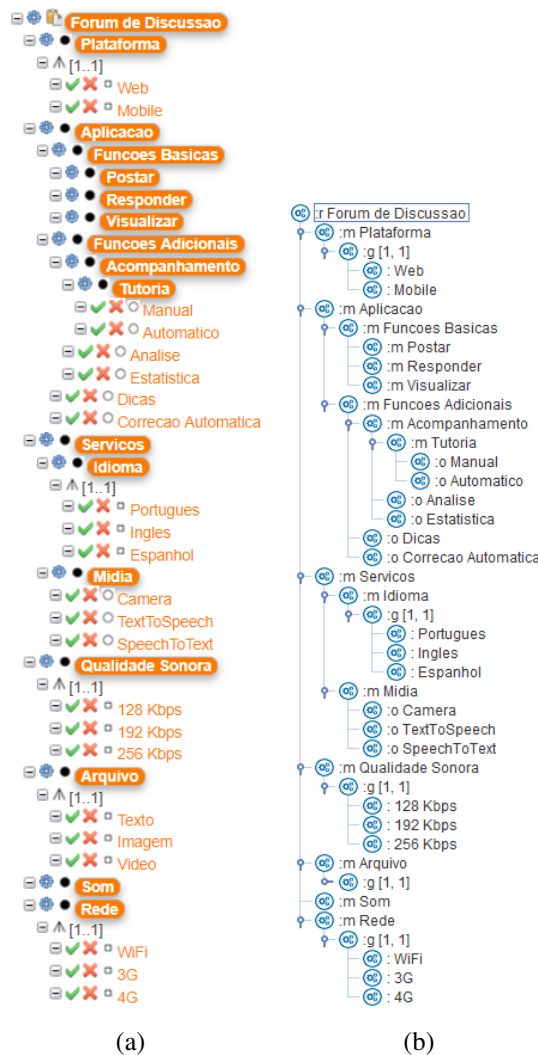 Forum de Discussao
Plataforma
[1..1]
Web
Mobile
Aplicacao
Funcoes Basicas
Postar
Responder
Visualizar
Funcoes Adicionais
Acompanhamento
Tutoria
Manual
Automatico
Analise
Estatistica
Dicas
Correcao Automatica
Servicos
Idioma
[1..1]
Portugues
Ingles
Espanhol
Midia
Camera
TextToSpeech
SpeechToText
Qualidade Sonora
[1..1]
128 Kbps
192 Kbps
256 Kbps
Arquivo
[1..1]
Texto
Imagem
Video
Som
Rede
[1..1]
WiFi
3G
4G
(a)
:r Forum de Discussao
:m Plataforma
:g [1, 1]
: Web
: Mobile
:m Aplicacao
:m Funcoes Basicas
:m Postar
:m Responder
:m Visualizar
:m Funcoes Adicionais
:m Acompanhamento
:m Tutoria
:o Manual
:o Automatico
:o Analise
:o Estatistica
:o Dicas
:o Correcao Automatica
:m Servicos
:m Idioma
:g [1, 1]
: Portugues
: Ingles
: Espanhol
:m Midia
:o Camera
:o TextToSpeech
:o SpeechToText
:m Qualidade Sonora
:g [1, 1]
: 128 Kbps
: 192 Kbps
: 256 Kbps
:m Arquivo
:g [1, 1]
:m Som
:m Rede
:g [1, 1]
: WiFi
: 3G
: 4G
(b)